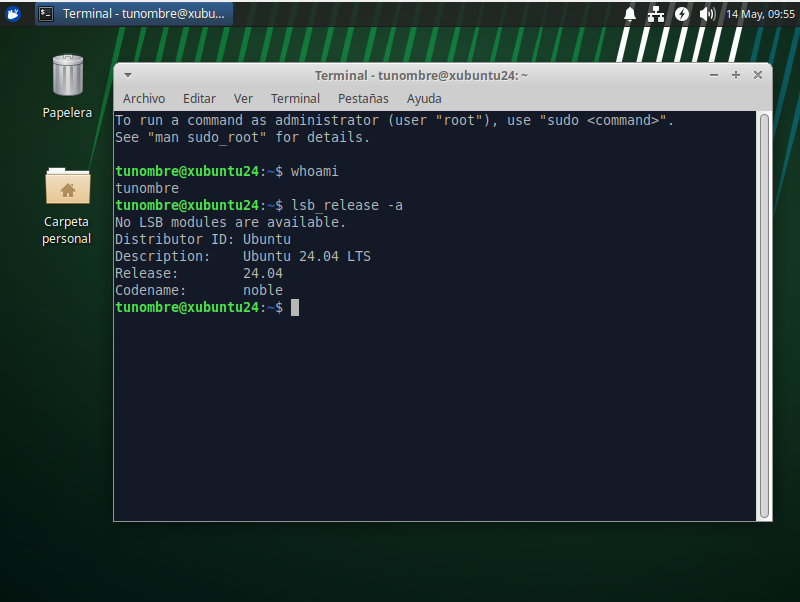 Terminal - tunombre@xubu...
14 May, 09:55
Papelera
Carpeta
personal
Terminal - tunombre@xubuntu24: ~
Archivo Editar Ver Terminal Pestañas Ayuda
To run a command as administrator (user "root"), use "sudo <command>".
See "man sudo_root" for details.
tunombre@xubuntu24:~$ whoami
tunombre
tunombre@xubuntu24:~$ lsb_release -a
No LSB modules are available.
Distributor ID: Ubuntu
Description:    Ubuntu 24.04 LTS
Release:        24.04
Codename:       noble
tunombre@xubuntu24:~$